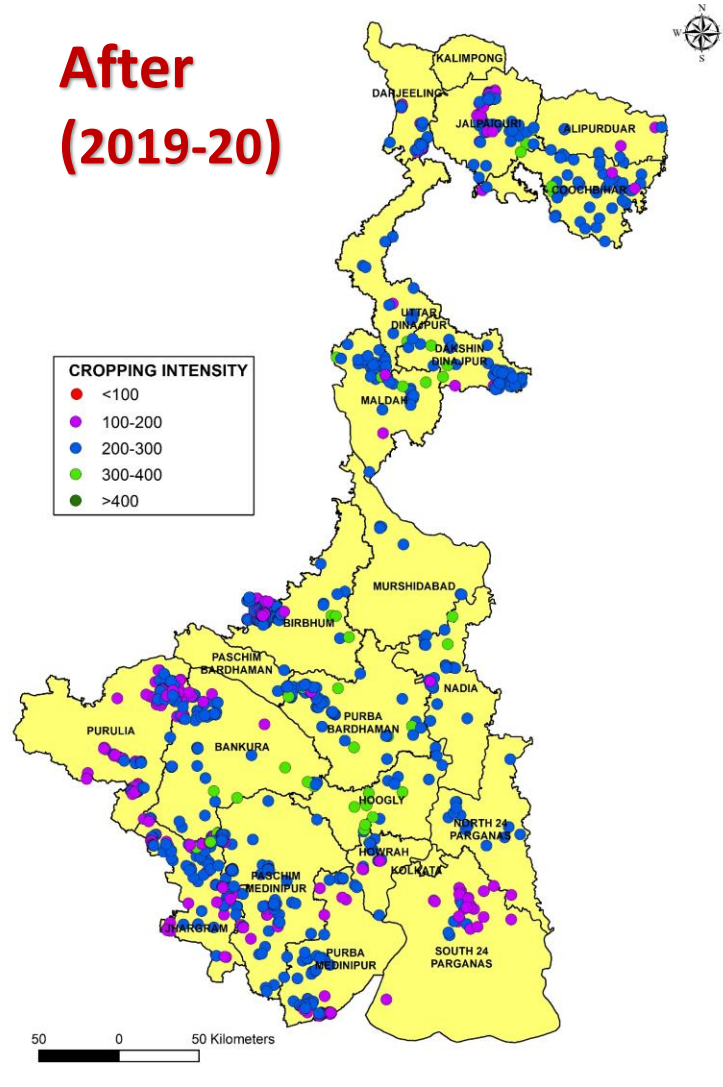 After
(2019-20)
N
W E
S
KALIMPONG
DARJEELING
JALPAIGURI
ALIPURDUAR
COOCHBIHAR
UTTAR
DINAJPUR
DAKSHIN
DINAJPUR
MALDAH
CROPPING INTENSITY
<100
100-200
200-300
300-400
>400
MURSHIDABAD
BIRBHUM
PASCHIM
BARDHAMAN
NADIA
PURBA
BARDHAMAN
PURULIA
BANKURA
HOOGLY
NORTH 24
PARGANAS
HOWRAH
KOLKATA
PASCHIM
MEDINIPUR
JHARGRAM
PURBA
MEDINIPUR
SOUTH 24
PARGANAS
50 0 50 Kilometers